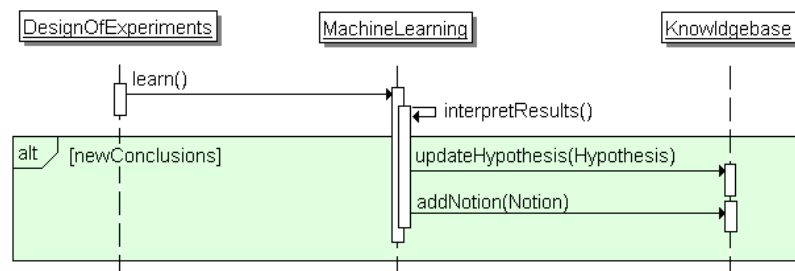 DesignOfExperiments
MachineLearning
Knowldgebase
learn()
interpretResults()
alt
[newConclusions]
updateHypothesis(Hypothesis)
addNotion(Notion)